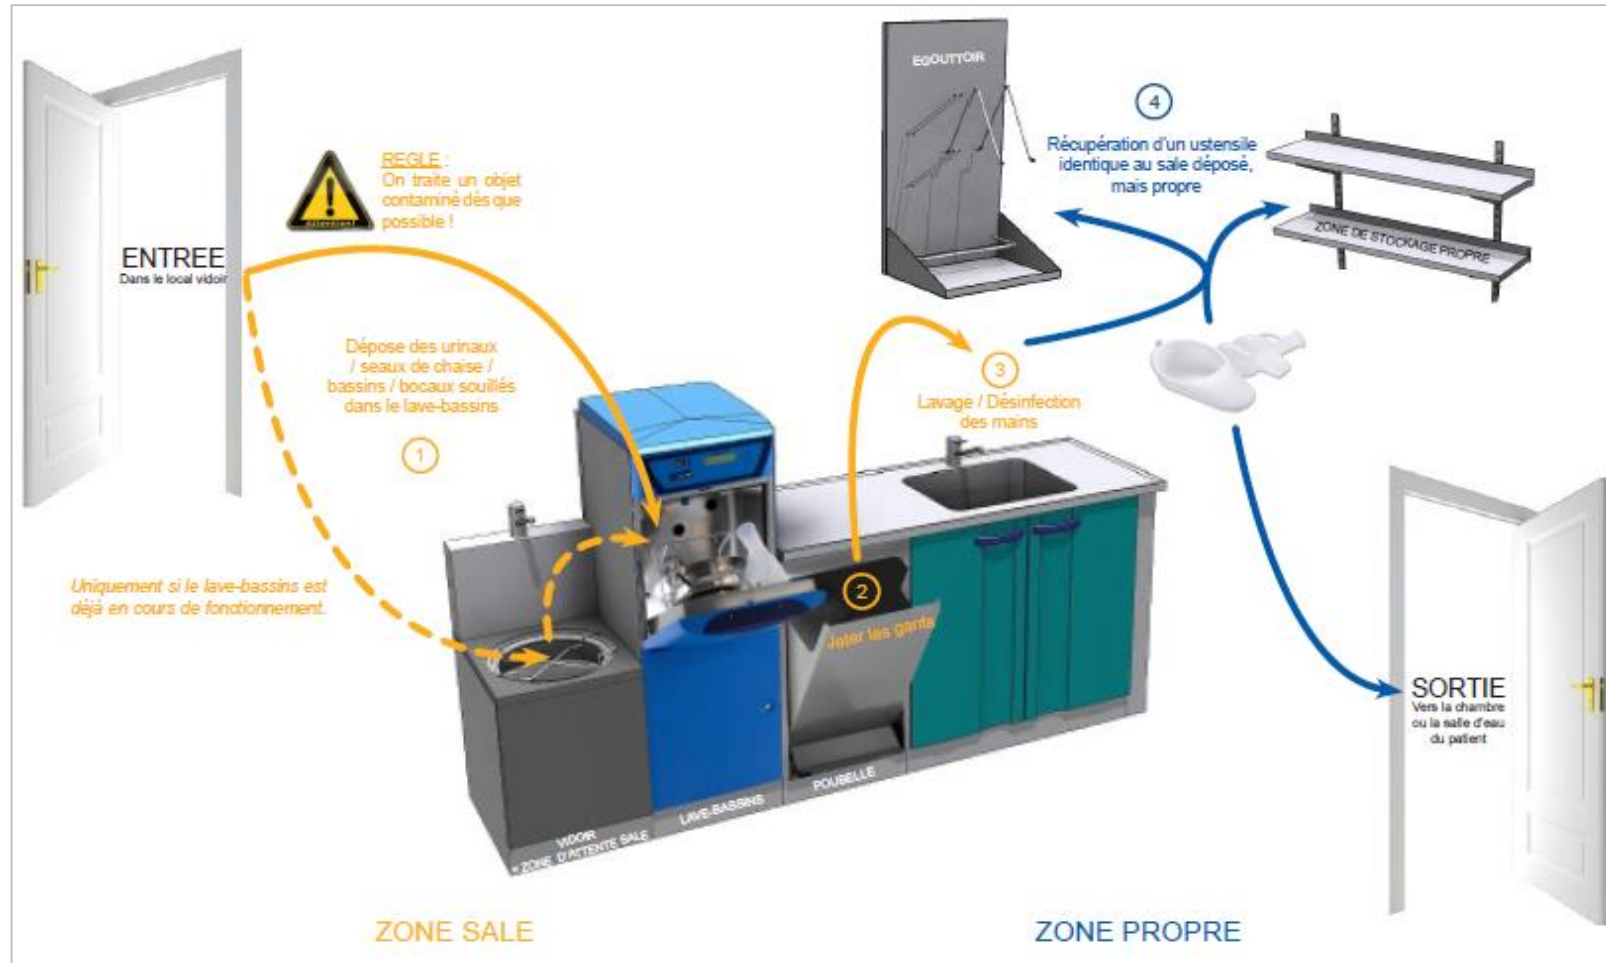 EGOUTTOIR
4
Récupération d'un ustensile
identique au sale déposé,
mais propre
ZONE DE STOCKAGE PROPRE
REGLE :
On traite un objet
contaminé dès que
possible !
Attention!
ENTREE
Dans le local vidoir
Dépose des urinaux
/ seaux de chaise /
bassins / bocaux souillés
dans le lave-bassins
1
3
Lavage / Désinfection
des mains
Uniquement si le lave-bassins est
déjà en cours de fonctionnement.
2
Jeter les gants
SORTIE
Vers la chambre
ou la salle d'eau
du patient
POUBELLE
LAVE-BASSINS
VIDOIR
= ZONE D'ATTENTE SALE
ZONE SALE
ZONE PROPRE